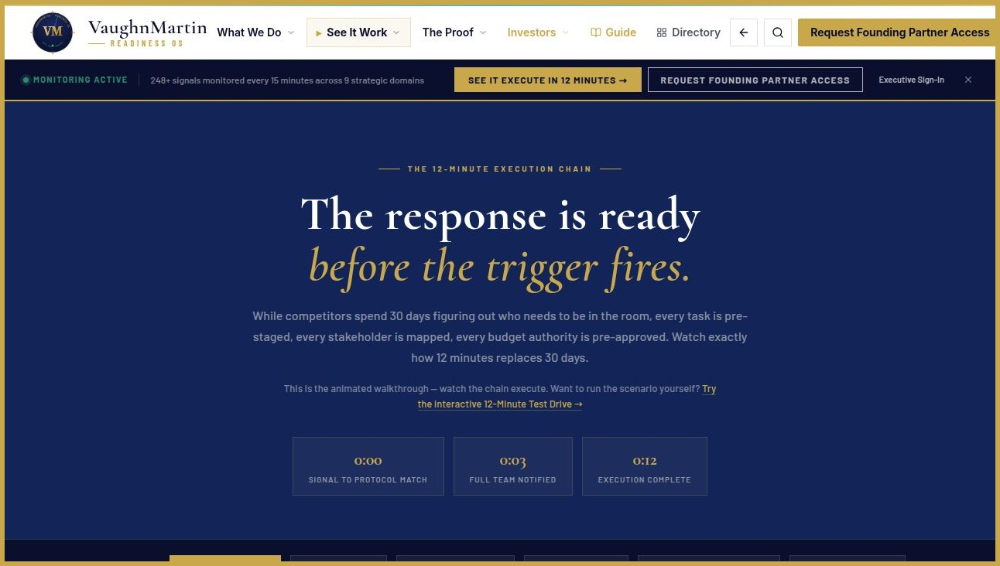 VM
VaughnMartin
READINESS OS
What We Do
▶ See It Work
The Proof
Investors
Guide
Directory
Request Founding Partner Access
MONITORING ACTIVE
248+ signals monitored every 15 minutes across 9 strategic domains
SEE IT EXECUTE IN 12 MINUTES →
REQUEST FOUNDING PARTNER ACCESS
Executive Sign-In
THE 12-MINUTE EXECUTION CHAIN
The response is ready
before the trigger fires.
While competitors spend 30 days figuring out who needs to be in the room, every task is pre-
staged, every stakeholder is mapped, every budget authority is pre-approved. Watch exactly
how 12 minutes replaces 30 days.
This is the animated walkthrough — watch the chain execute. Want to run the scenario yourself? Try
the interactive 12-Minute Test Drive →
0:00
SIGNAL TO PROTOCOL MATCH
0:03
FULL TEAM NOTIFIED
0:12
EXECUTION COMPLETE